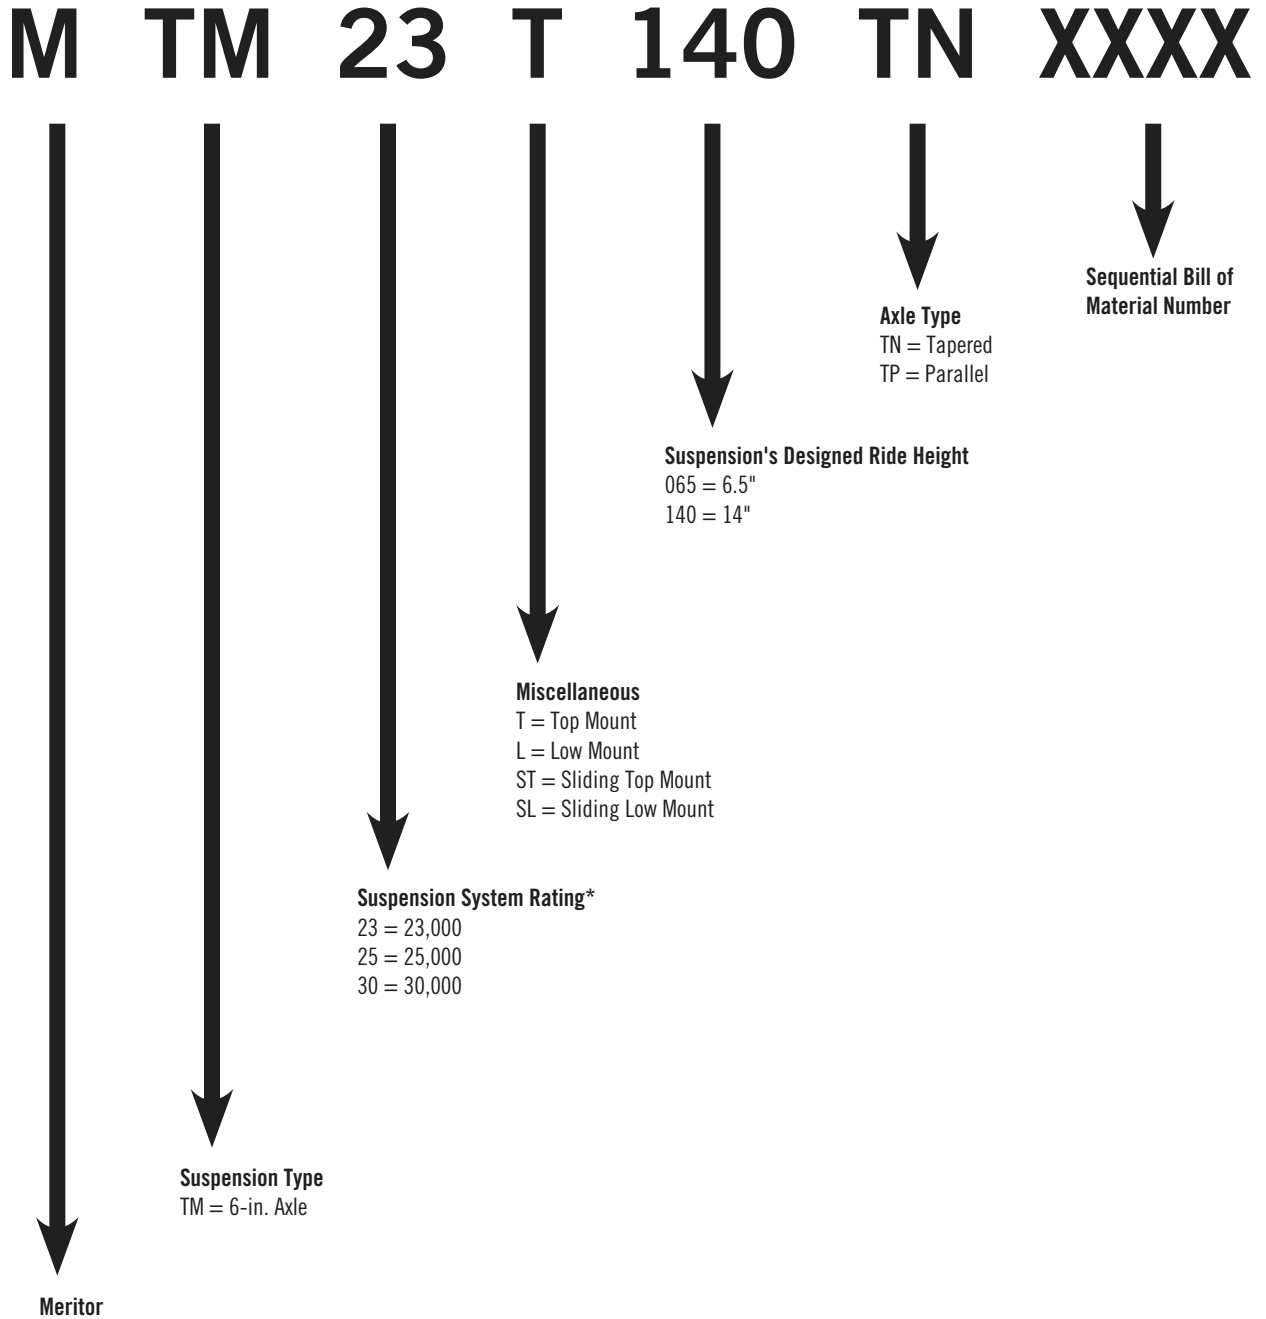 M TM 23 T 140 TN XXXX
Sequential Bill of
Material Number
Axle Type
TN = Tapered
TP = Parallel
Suspension's Designed Ride Height
065 = 6.5"
140 = 14"
Miscellaneous
T = Top Mount
L = Low Mount
ST = Sliding Top Mount
SL = Sliding Low Mount
Suspension System Rating*
23 = 23,000
25 = 25,000
30 = 30,000
Suspension Type
TM = 6-in. Axle
Meritor